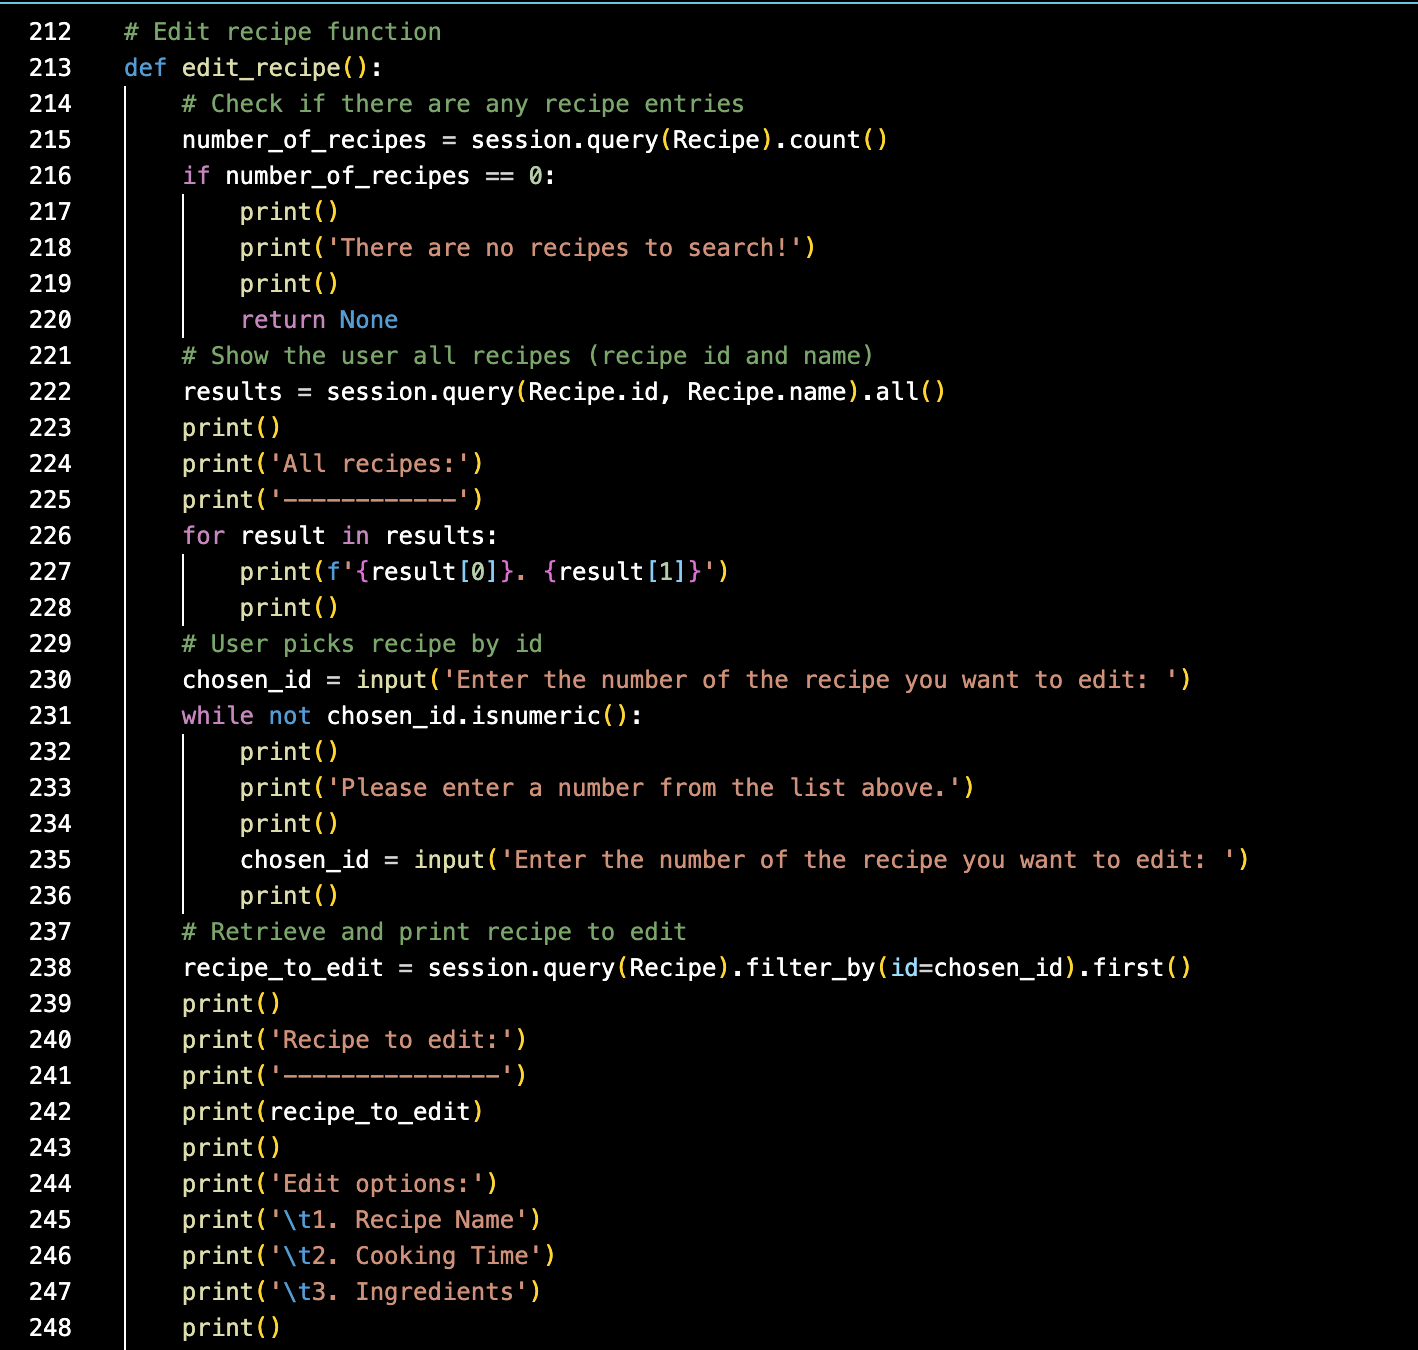 212 # Edit recipe function
213 def edit_recipe():
214     # Check if there are any recipe entries
215     number_of_recipes = session.query(Recipe).count()
216     if number_of_recipes == 0:
217         print()
218         print('There are no recipes to search!')
219         print()
220         return None
221     # Show the user all recipes (recipe id and name)
222     results = session.query(Recipe.id, Recipe.name).all()
223     print()
224     print('All recipes:')
225     print('------------')
226     for result in results:
227         print(f'{result[0]}. {result[1]}')
228         print()
229     # User picks recipe by id
230     chosen_id = input('Enter the number of the recipe you want to edit: ')
231     while not chosen_id.isnumeric():
232         print()
233         print('Please enter a number from the list above.')
234         print()
235         chosen_id = input('Enter the number of the recipe you want to edit: ')
236         print()
237     # Retrieve and print recipe to edit
238     recipe_to_edit = session.query(Recipe).filter_by(id=chosen_id).first()
239     print()
240     print('Recipe to edit:')
241     print('---------------')
242     print(recipe_to_edit)
243     print()
244     print('Edit options:')
245     print('\t1. Recipe Name')
246     print('\t2. Cooking Time')
247     print('\t3. Ingredients')
248     print()